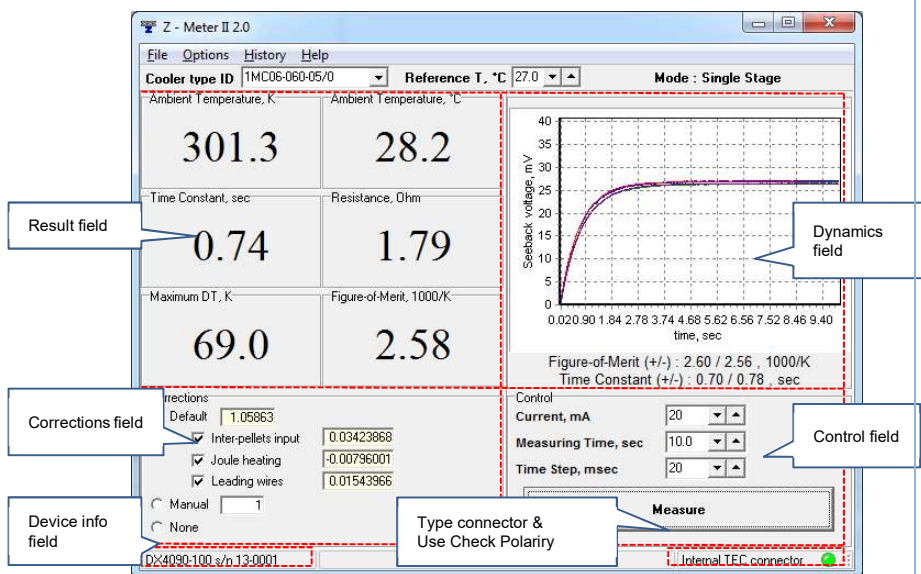 Z - Meter II 2.0
File Options History Help
Cooler type ID 1MC06-060-05/0 Reference T, °C 27.0 Mode : Single Stage
Ambient Temperature, K
301.3
Ambient Temperature, °C
28.2
Time Constant, sec
0.74
Resistance, Ohm
1.79
Maximum DT, K
69.0
Figure-of-Merit, 1000/K
2.58
Result field
Seeback voltage, mV
40
35
30
25
20
15
10
5
0
0.02 0.90 1.84 2.78 3.74 4.68 5.62 6.56 7.52 8.46 9.40
time, sec
Figure-of-Merit (+/-) : 2.60 / 2.56 , 1000/K
Time Constant (+/-) : 0.70 / 0.78 , sec
Dynamics
field
Corrections field
rrections
Default 1.05863
Inter-pellets input 0.03423868
Joule heating -0.00796001
Leading wires 0.01543966
Manual 1
None
Control
Current, mA 20
Measuring Time, sec 10.0
Time Step, msec 20
Measure
Control field
Device info
field
Type connector &
Use Check Polarriry
DX4090-100 s/n 13-0001
Internal TEC connector